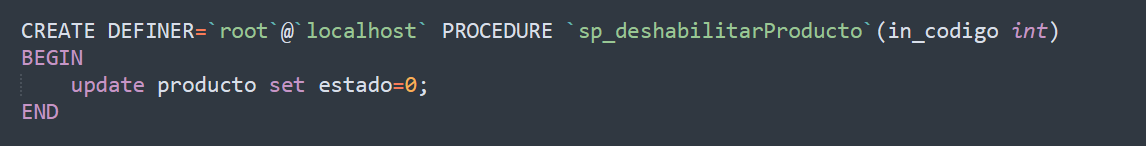 CREATE DEFINER=`root`@`localhost` PROCEDURE `sp_deshabilitarProducto`(in_codigo int)
BEGIN
    update producto set estado=0;
END